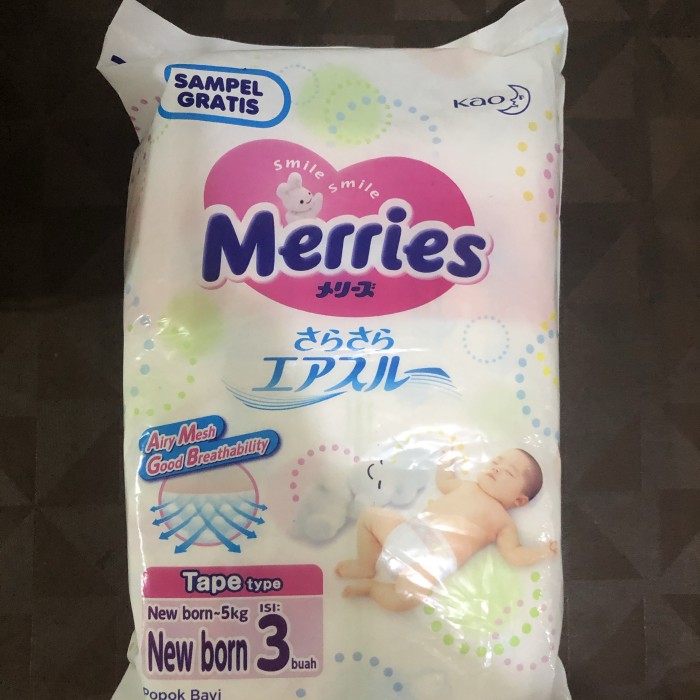 SAMPEL
GRATIS
Kao
Smile Smile
Merries
メリーズ
さらさら
エアスルー
Airy Mesh
Good Breathability
Tape type
New born~5kg
ISI:
New born 3 buah
Popok Bayi